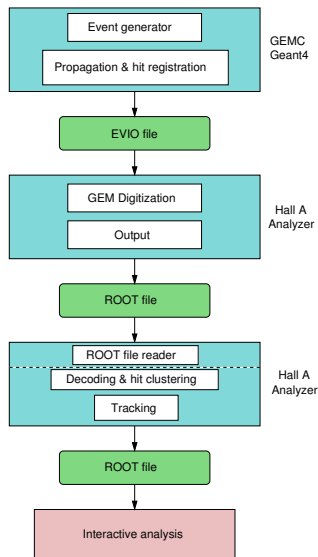 Event generator
Propagation & hit registration
GEMC
Geant4
EVIO file
GEM Digitization
Output
Hall A
Analyzer
ROOT file
ROOT file reader
Decoding & hit clustering
Tracking
Hall A
Analyzer
ROOT file
Interactive analysis